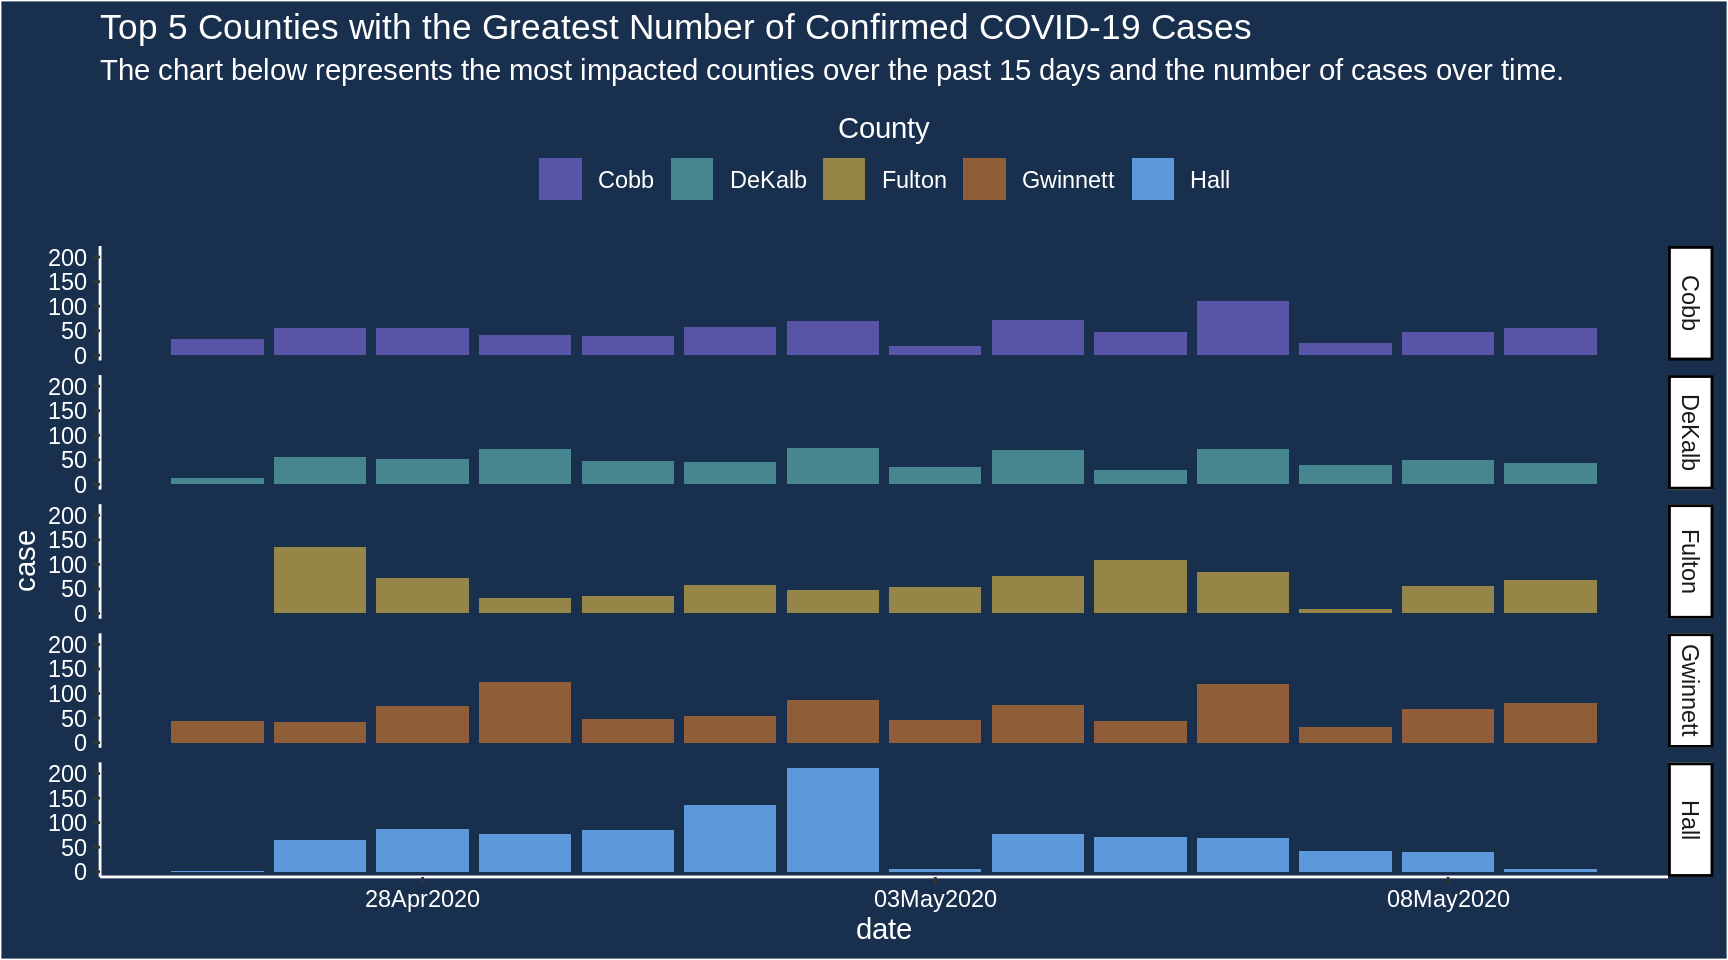 Top 5 Counties with the Greatest Number of Confirmed COVID-19 Cases
The chart below represents the most impacted counties over the past 15 days and the number of cases over time.
County
Cobb DeKalb Fulton Gwinnett Hall
200
150
100
50
0
Cobb
200
150
100
50
0
DeKalb
200
150
100
50
0
Fulton
case
200
150
100
50
0
Gwinnett
200
150
100
50
0
Hall
28Apr2020 03May2020 08May2020
date